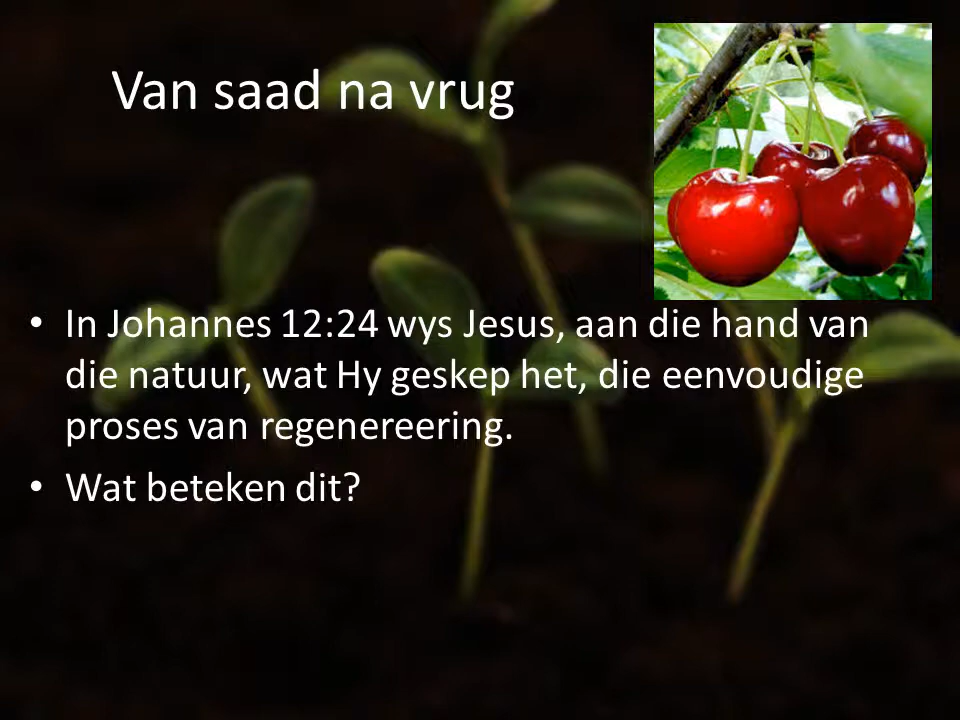 Van saad na vrug
• In Johannes 12:24 wys Jesus, aan die hand van
die natuur, wat Hy geskep het, die eenvoudige
proses van regenereering.
• Wat beteken dit?